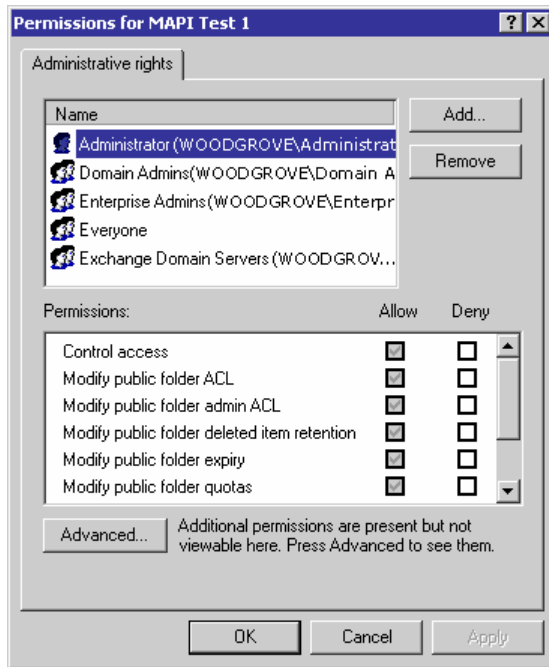 Permissions for MAPI Test 1
Administrative rights
Name
Administrator (WOODGROVE\Administrat
Domain Admins(WOODGROVE\Domain A
Enterprise Admins(WOODGROVE\Enterpr
Everyone
Exchange Domain Servers (WOODGROV...
Add...
Remove
Permissions: Allow Deny
Control access
Modify public folder ACL
Modify public folder admin ACL
Modify public folder deleted item retention
Modify public folder expiry
Modify public folder quotas
Advanced...
Additional permissions are present but not
viewable here. Press Advanced to see them.
OK Cancel Apply